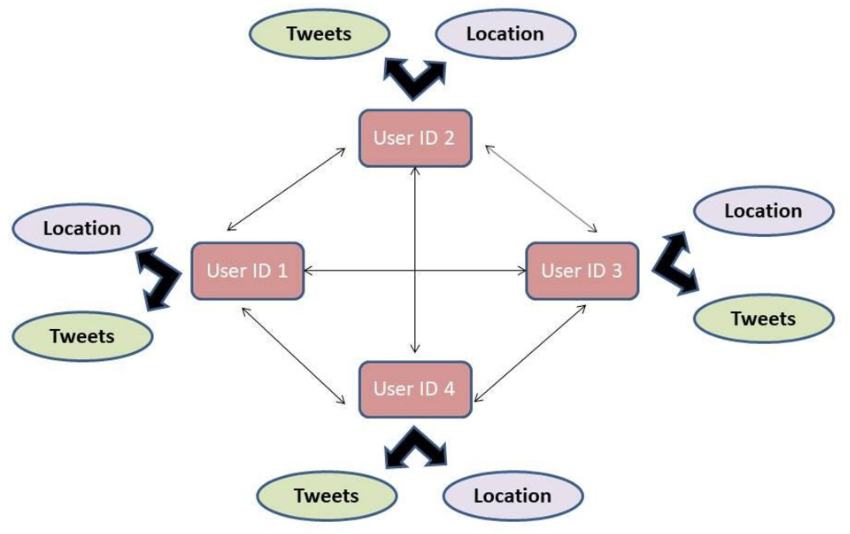 Tweets
Location
User ID 2
Location
Location
User ID 1
User ID 3
Tweets
Tweets
User ID 4
Tweets
Location